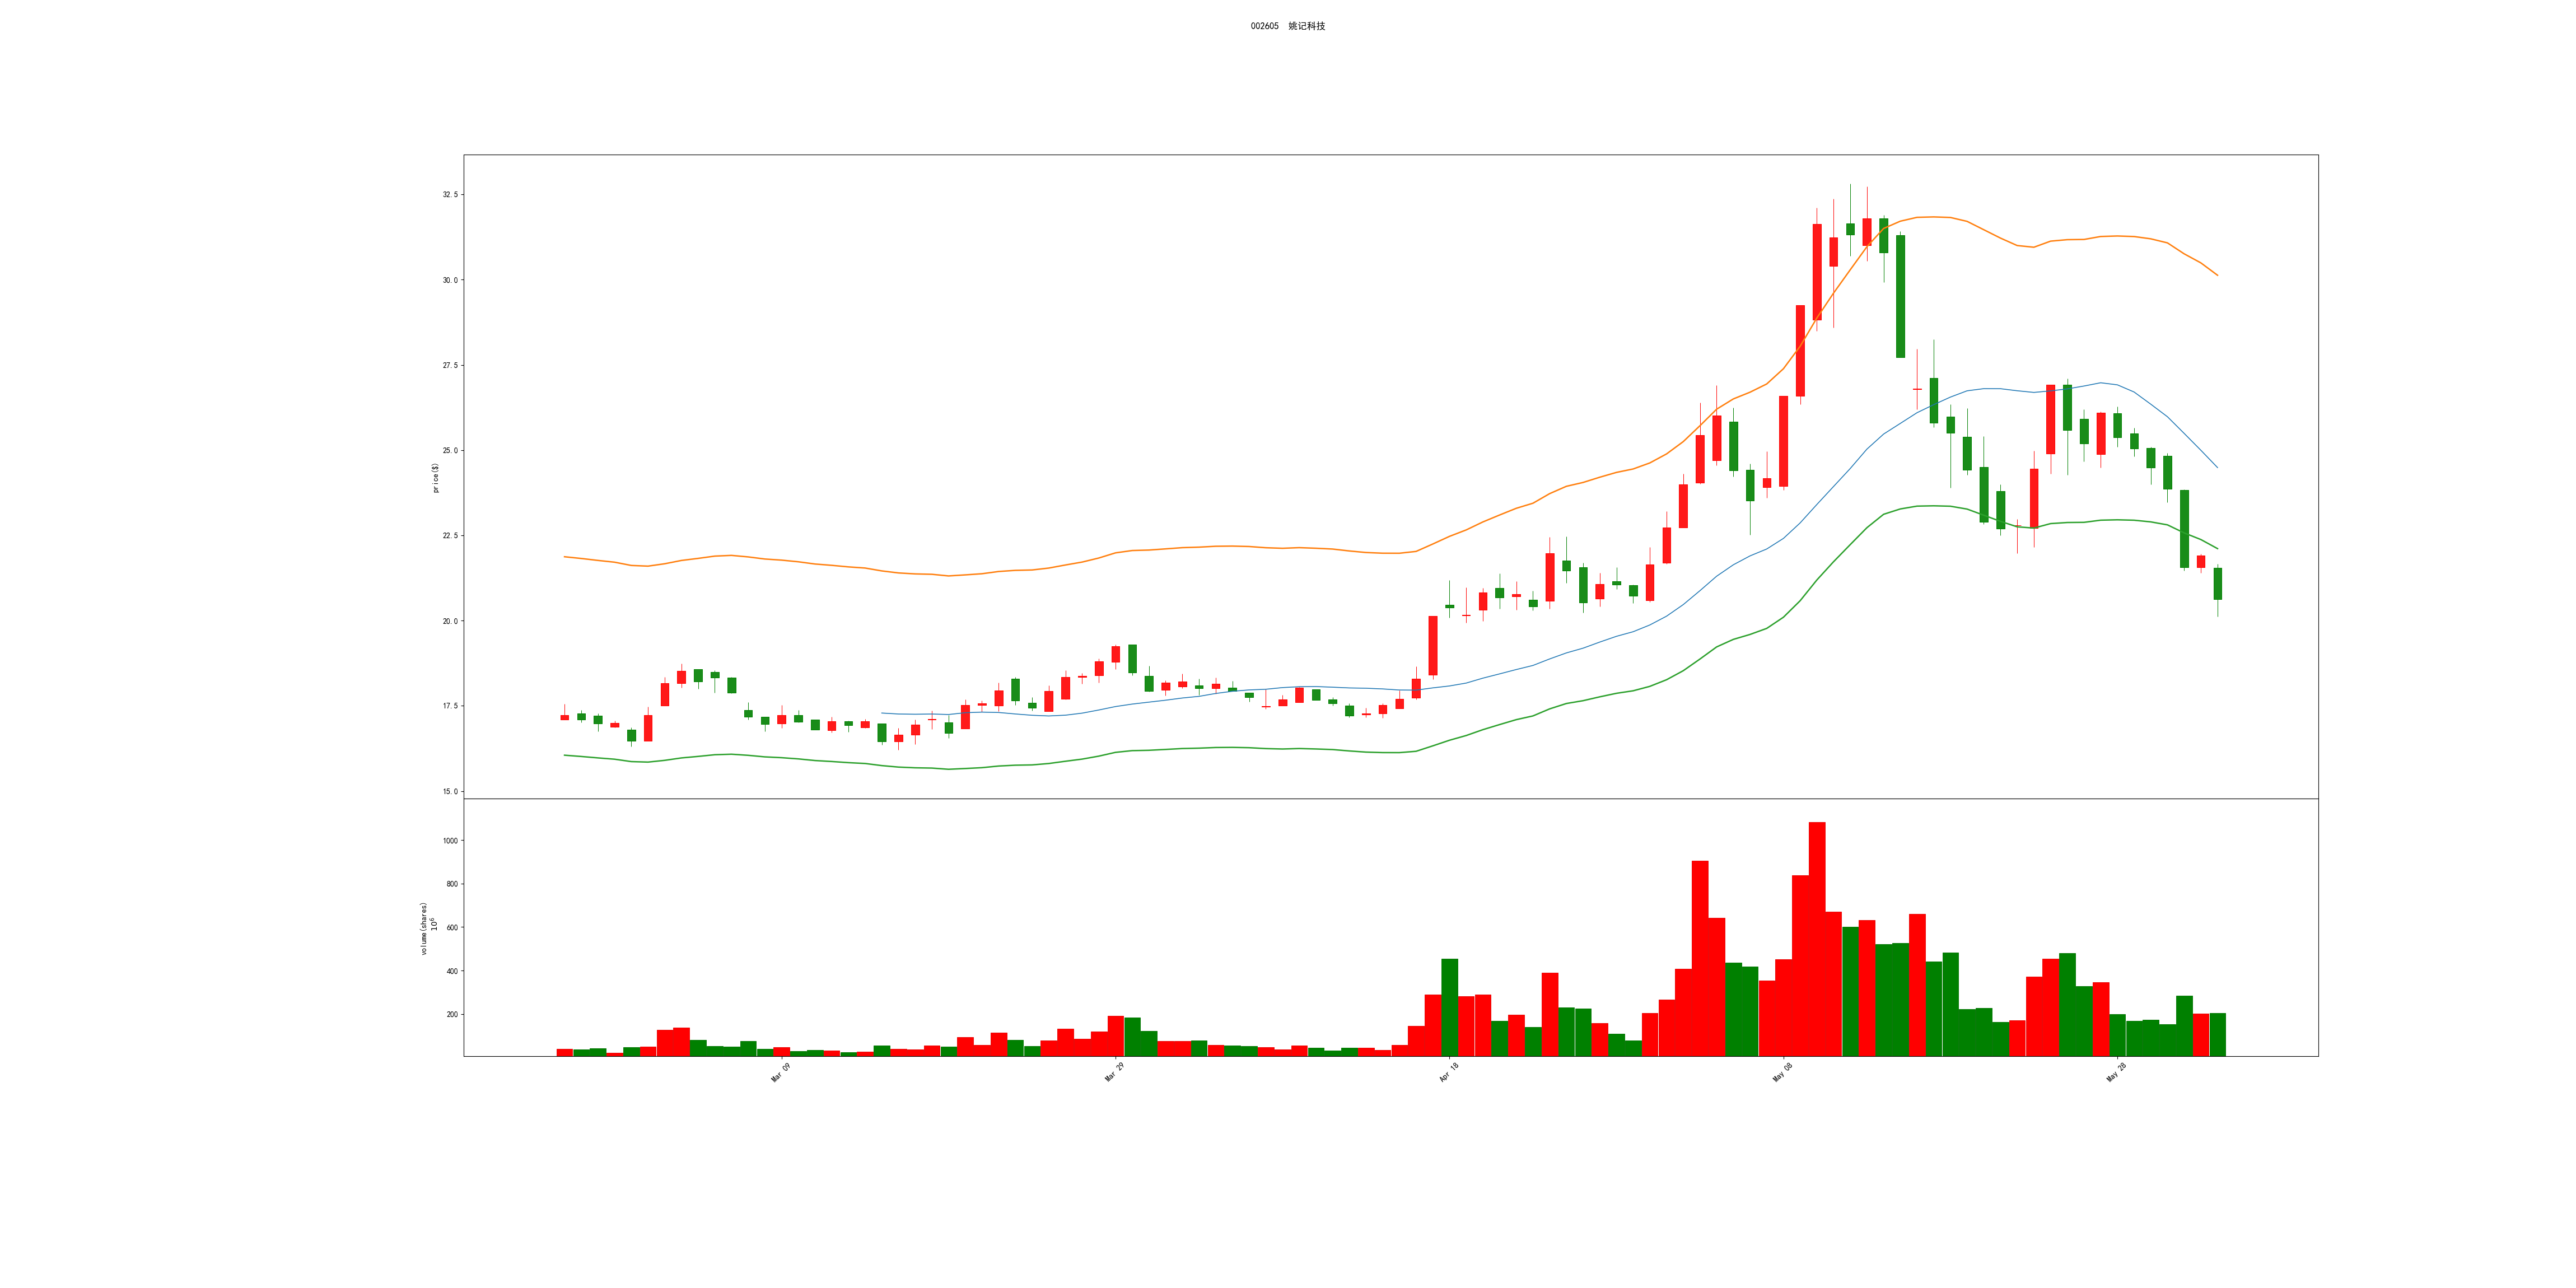 002605 姚记科技
price($)
32.5
30.0
27.5
25.0
22.5
20.0
17.5
15.0
volume(shares)
10^6
1000
800
600
400
200
Mar 09
Mar 29
Apr 18
May 08
May 28